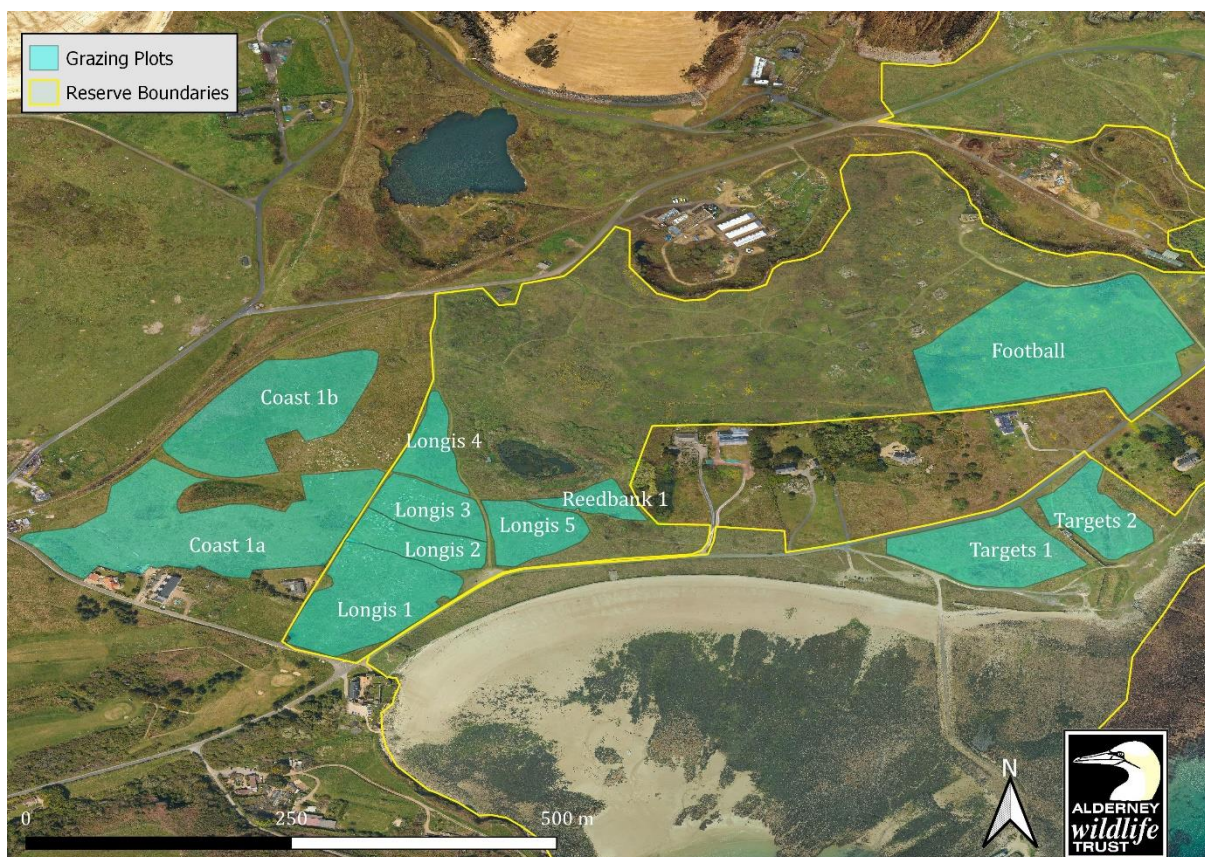 Grazing Plots
Reserve Boundaries
Football
Coast 1b
Longis 4
Reedbank 1
Longis 3
Longis 5
Targets 2
Coast 1a
Longis 2
Targets 1
Longis 1
N
0
250
500 m
ALDERNEY
wildlife
TRUST